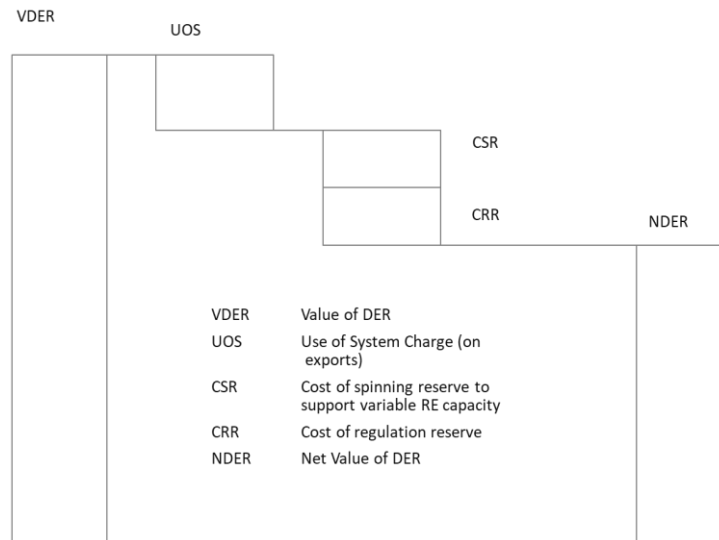 VDER
UOS
CSR
CRR
NDER
VDER Value of DER
UOS Use of System Charge (on
exports)
CSR Cost of spinning reserve to
support variable RE capacity
CRR Cost of regulation reserve
NDER Net Value of DER